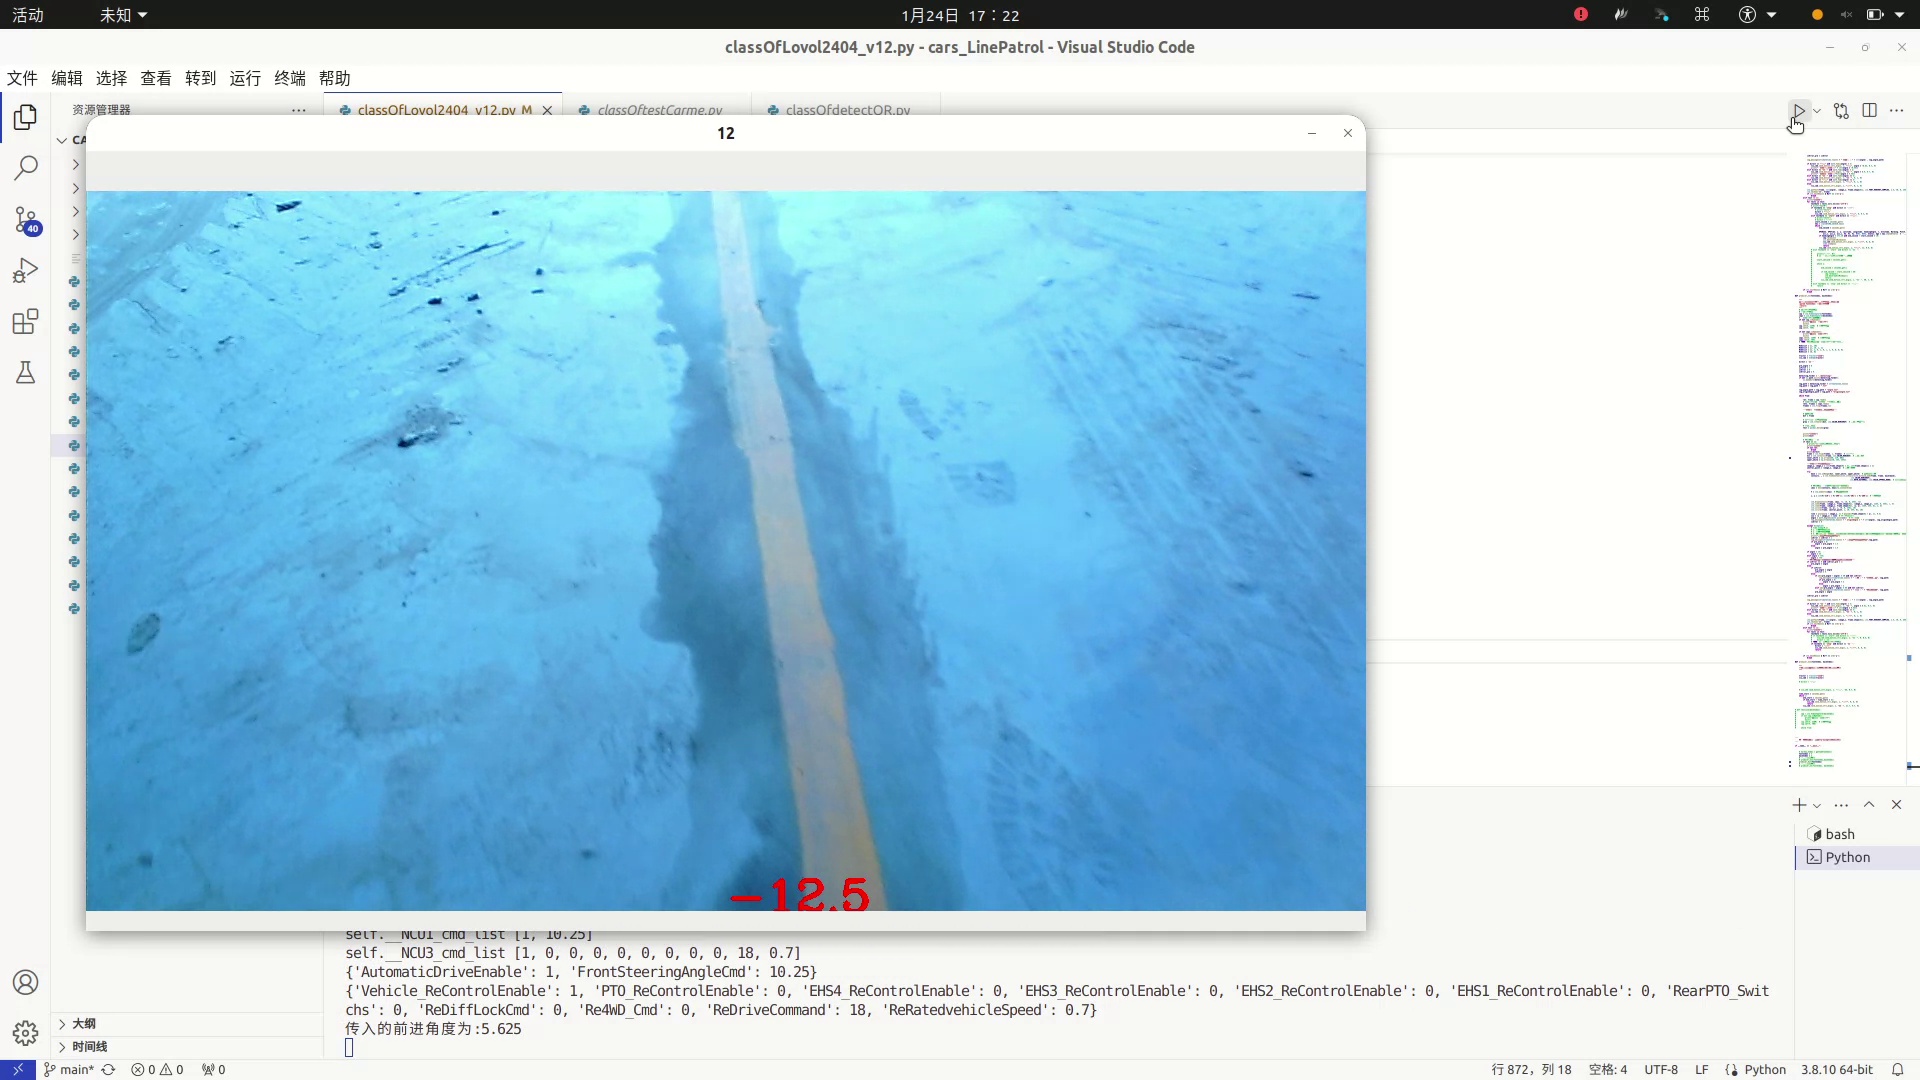 活动
未知
1月24日 17：22
classOfLovol2404_v12.py - cars_LinePatrol - Visual Studio Code
文件 编辑 选择 查看 转到 运行 终端 帮助
资源管理器
classOfLovol2404_v12.py M
classOftestCarme.py
classOfdetectQR.py
CA
12
40
-12.5
bash
Python
self.__NCU1_cmd_list [1, 10.25]
self.__NCU3_cmd_list [1, 0, 0, 0, 0, 0, 0, 0, 0, 18, 0.7]
{'AutomaticDriveEnable': 1, 'FrontSteeringAngleCmd': 10.25}
{'Vehicle_ReControlEnable': 1, 'PTO_ReControlEnable': 0, 'EHS4_ReControlEnable': 0, 'EHS3_ReControlEnable': 0, 'EHS2_ReControlEnable': 0, 'EHS1_ReControlEnable': 0, 'RearPTO_Swit
chs': 0, 'ReDiffLockCmd': 0, 'Re4WD_Cmd': 0, 'ReDriveCommand': 18, 'ReRatedvehicleSpeed': 0.7}
传入的前进角度为:5.625
大纲
时间线
main* 0 0 0
行 872，列 18 空格: 4 UTF-8 LF Python 3.8.10 64-bit